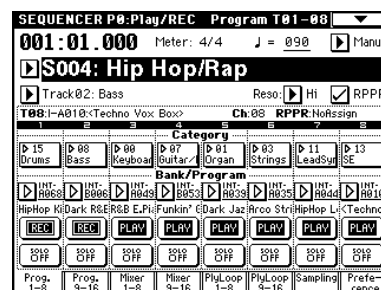 SEQUENCER P0:Play/REC Program T01-08
001:01.000 Meter: 4/4 ♩ = 090 Manu
S004: Hip Hop/Rap
Track02: Bass Reso: Hi RPPR
T08:I-A010:<Techno Vox Box> Ch:08 RPPR:NoAssign
1 2 3 4 5 6 7 8
Category
15 Drums 08 Bass 00 Keyboar 07 Guitar/ 01 Organ 03 Strings 11 LeadSyn 13 SE
Bank/Program
INT-A068 INT-B006 INT-A049 INT-B053 INT-A039 INT-A035 INT-A044 INT-A010
HipHop Ki Dark R&B R&B E.Pi Funkin' G Dark Jaz Arco Stri HipHop L <Techno
REC REC PLAY PLAY PLAY PLAY PLAY PLAY
SOLO OFF SOLO OFF SOLO OFF SOLO OFF SOLO OFF SOLO OFF SOLO OFF SOLO OFF
Prog. 1-8 Prog. 9-16 Mixer 1-8 Mixer 9-16 PlyLoop 1-8 PlyLoop 9-16 Sampling Prefe-rence